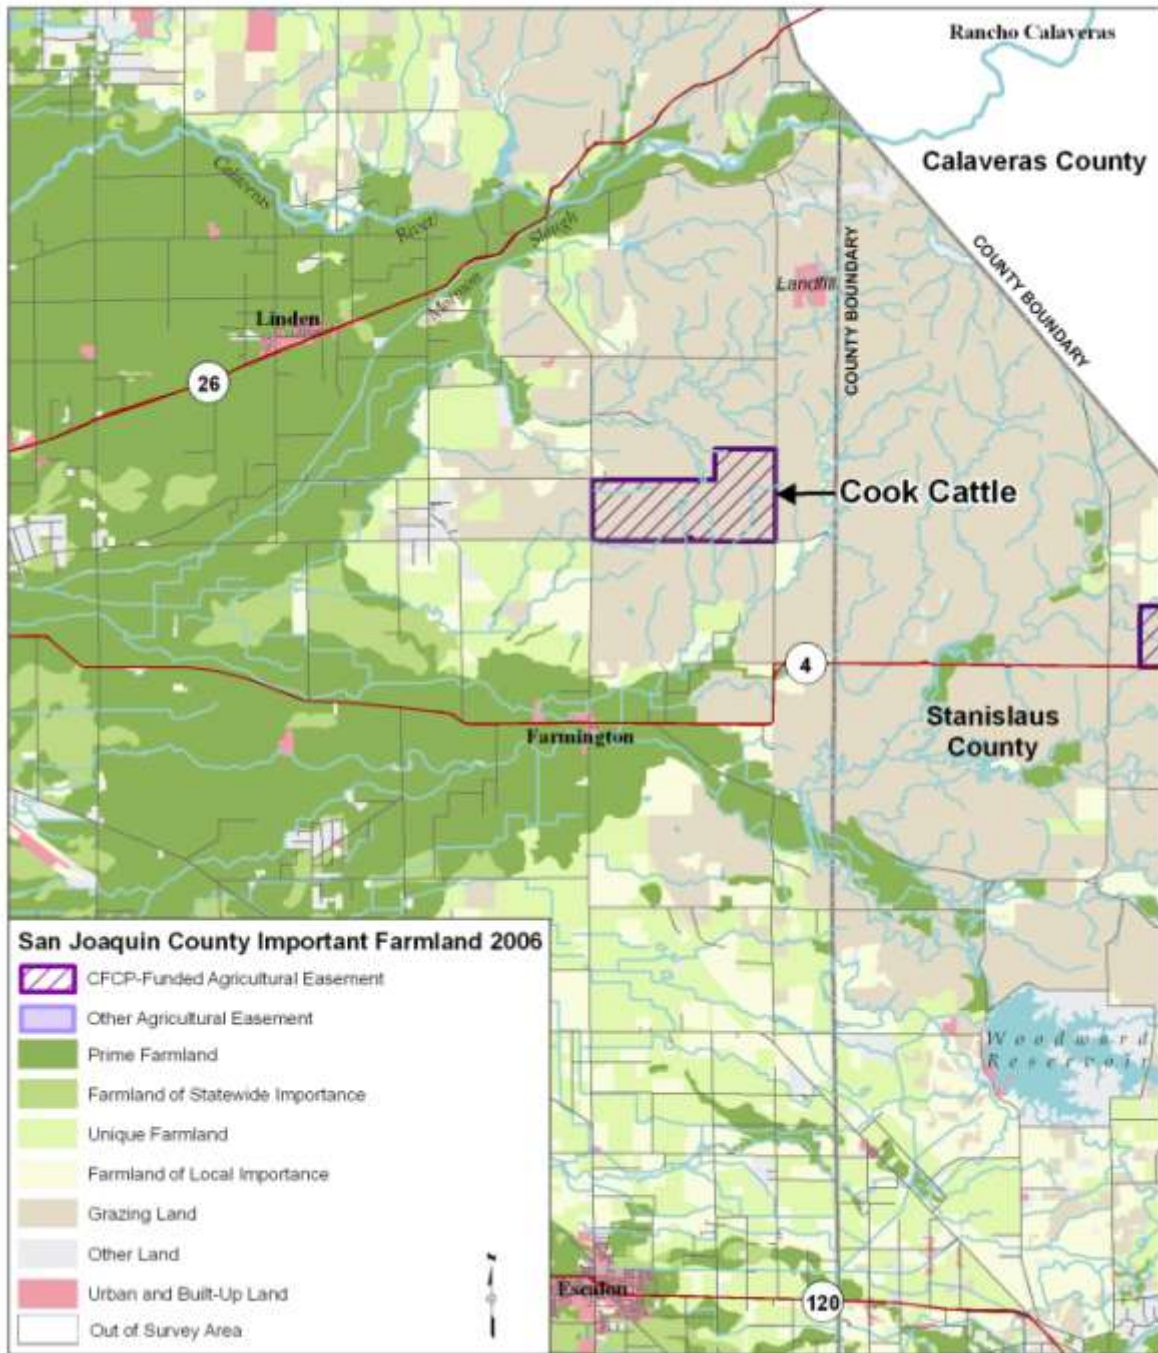 Rancho Calaveras
Calaveras County
Calaveras
River
Slough
Mormon
COUNTY BOUNDARY
COUNTY BOUNDARY
Landfill
Linden
26
Cook Cattle
4
Stanislaus
County
Farmington
San Joaquin County Important Farmland 2006
CFCP-Funded Agricultural Easement
Other Agricultural Easement
Prime Farmland
Farmland of Statewide Importance
Unique Farmland
Farmland of Local Importance
Grazing Land
Other Land
Urban and Built-Up Land
Out of Survey Area
Woodward
Reservoir
Escalon
120